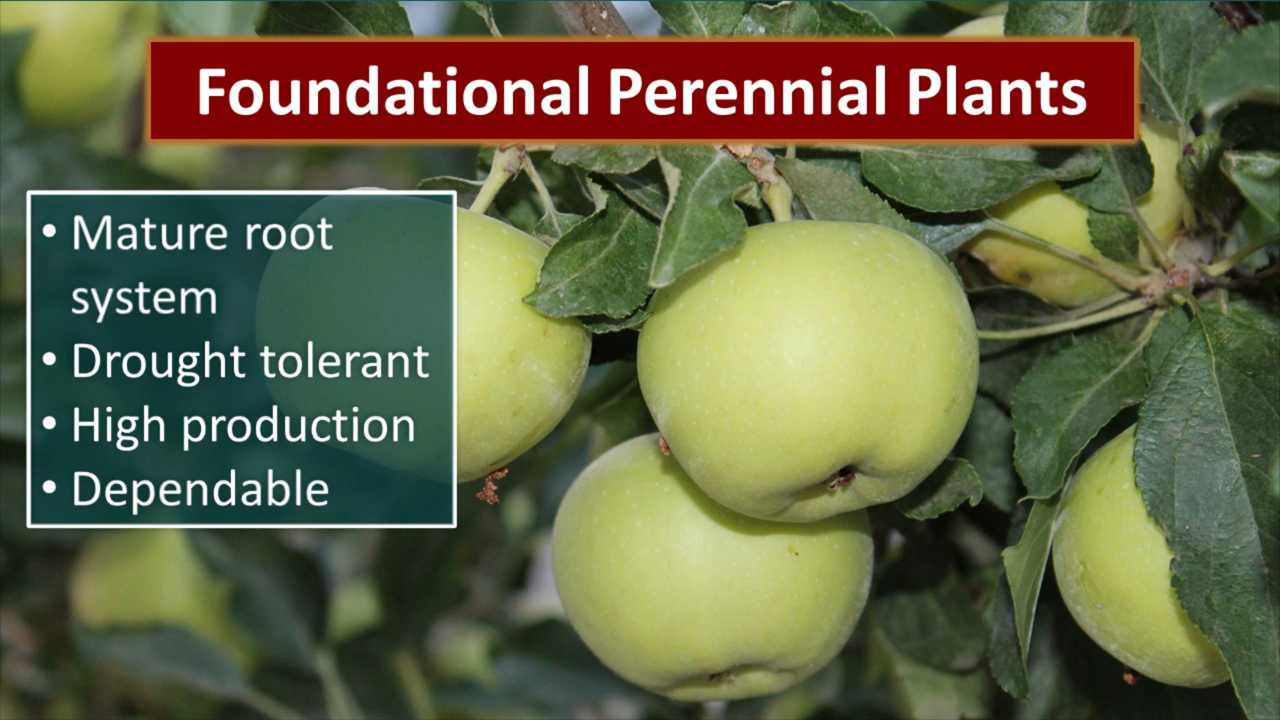 Foundational Perennial Plants
• Mature root
system
• Drought tolerant
• High production
• Dependable